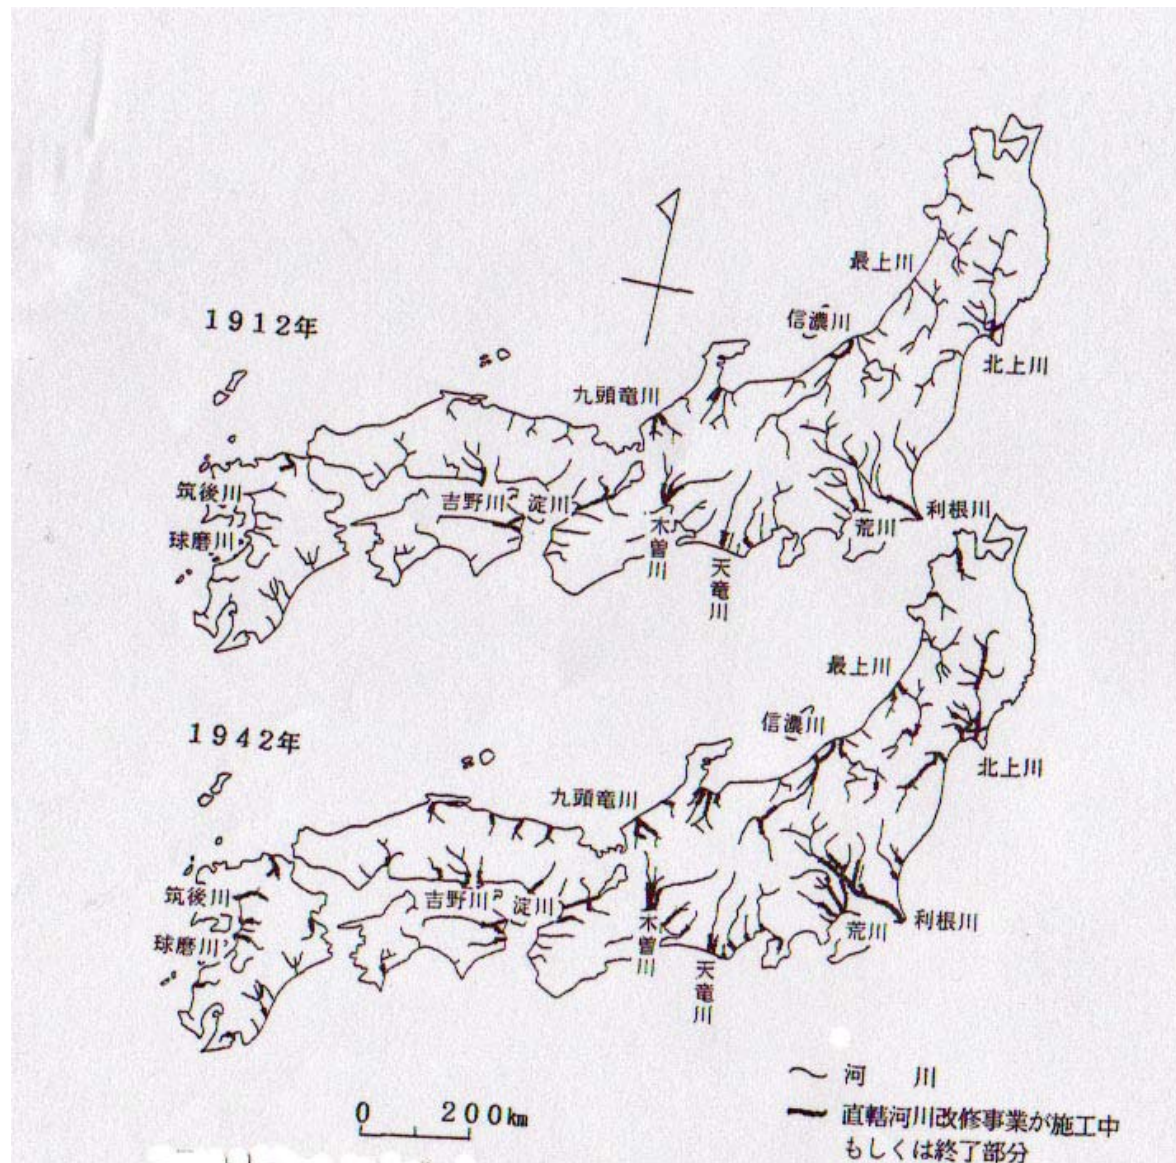 1912年
最上川
信濃川
北上川
九頭竜川
筑後川
吉野川
淀川
利根川
荒川
球磨川
木曽川
天竜川
1942年
最上川
信濃川
北上川
九頭竜川
筑後川
吉野川
淀川
利根川
荒川
球磨川
木曽川
天竜川
0 200km
河川
直轄河川改修事業が施工中
もしくは終了部分